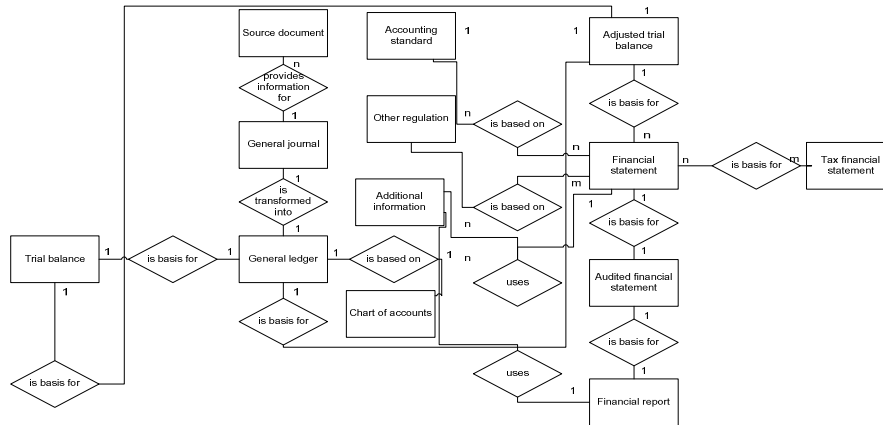 1
Source document
Accounting
standard
1
1
Adjusted trial
balance
n
provides
information
for
1
1
is basis for
Other regulation
n
is based on
n
General journal
n
Financial
statement
n
is basis for
m
Tax financial
statement
1
is
transformed
into
Additional
information
m
is based on
1
1
is basis for
n
1
Trial balance
1
is basis for
1
General ledger
1
is based on
1
n
1
uses
Audited financial
statement
1
1
Chart of accounts
is basis for
1
is basis for
is basis for
uses
1
1
Financial report